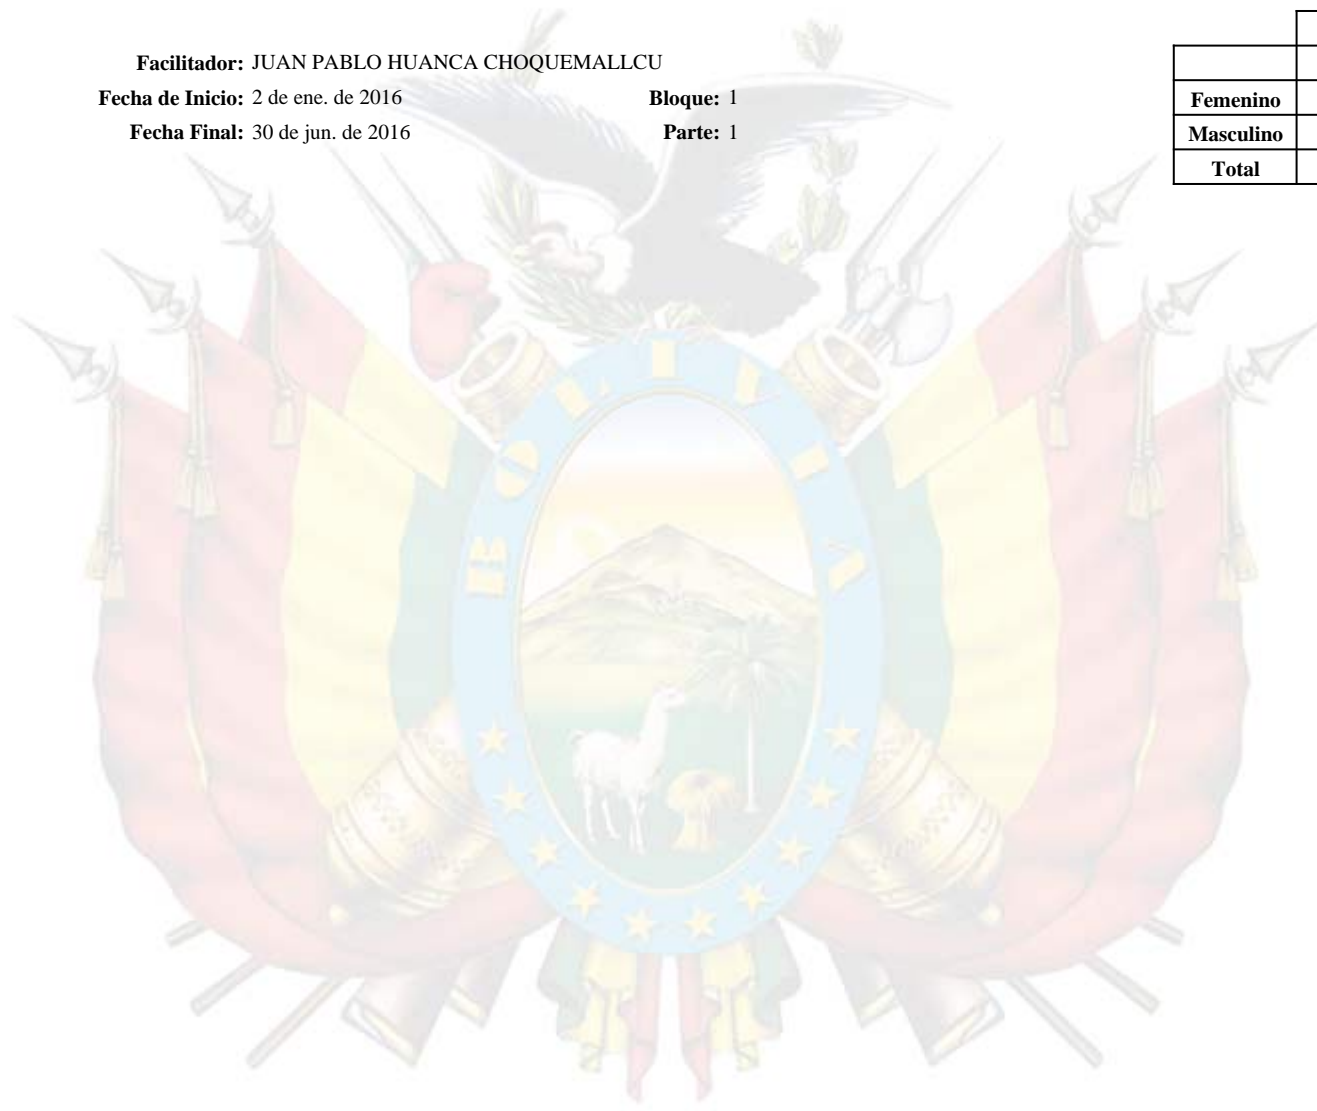 Facilitador: JUAN PABLO HUANCA CHOQUEMALLCU
Fecha de Inicio: 2 de ene. de 2016 Bloque: 1
Fecha Final: 30 de jun. de 2016 Parte: 1
Femenino
Masculino
Total
BOLIVIA